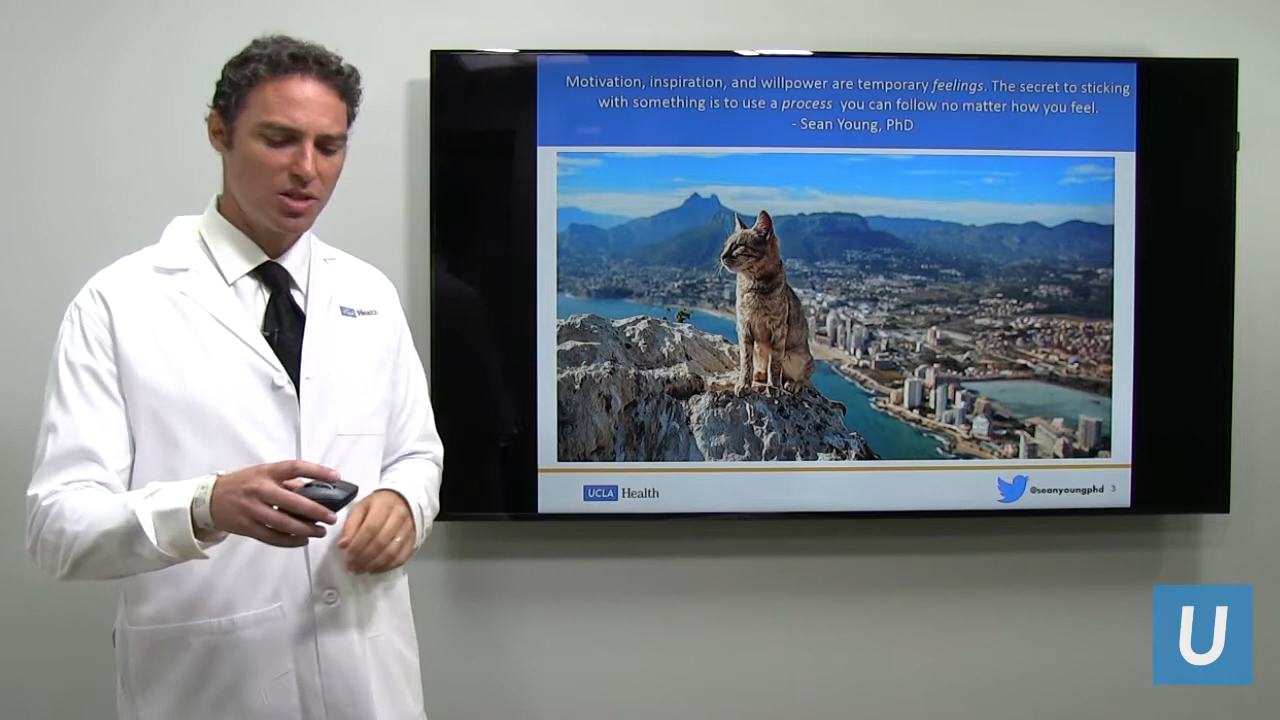 Motivation, inspiration, and willpower are temporary feelings. The secret to sticking
with something is to use a process you can follow no matter how you feel.
- Sean Young, PhD
UCLA Health
UCLA Health
@seanyoungphd 3
U